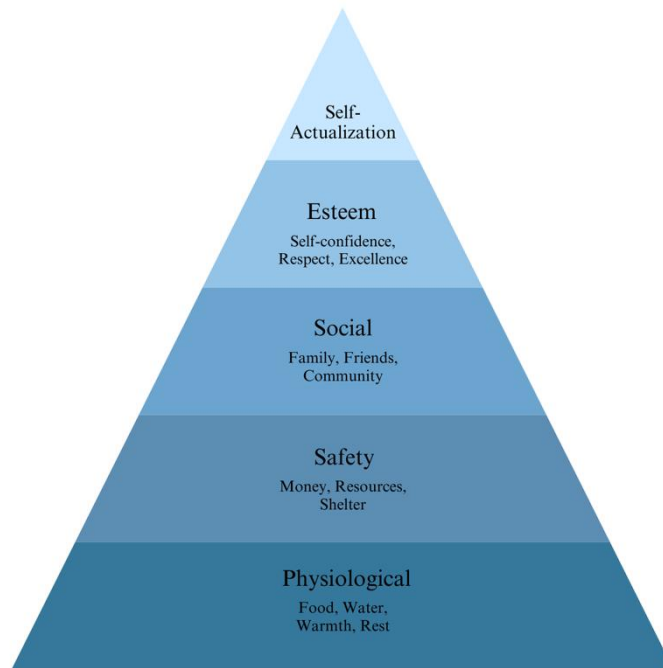 Self-
Actualization
Esteem
Self-confidence,
Respect, Excellence
Social
Family, Friends,
Community
Safety
Money, Resources,
Shelter
Physiological
Food, Water,
Warmth, Rest